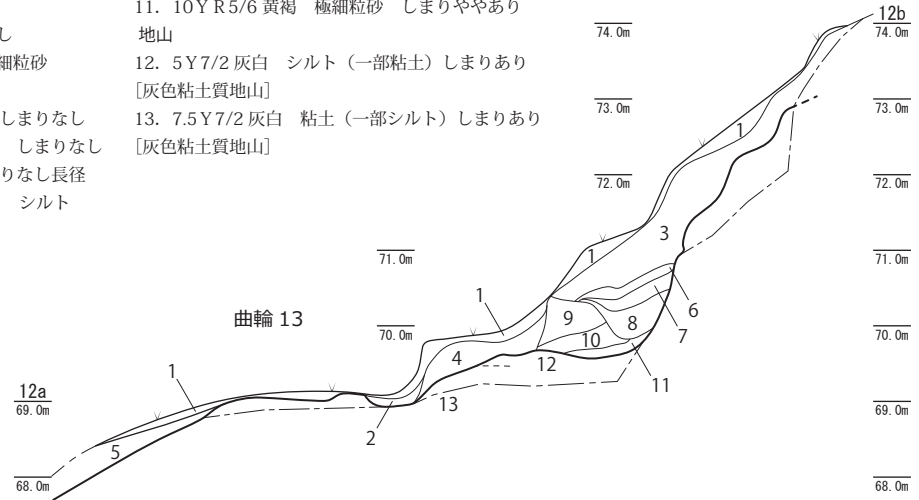 11. 10ＹＲ5/6 黄褐　極細粒砂　しまりややあり
し
地山
細粒砂
12. 5Ｙ7/2 灰白　シルト（一部粘土）しまりあり
［灰色粘土質地山］
しまりなし
13. 7.5Ｙ7/2 灰白　粘土（一部シルト）しまりあり
しまりなし
［灰色粘土質地山］
りなし長径
シルト
12b
74.0m
74.0m
73.0m
73.0m
1
72.0m
72.0m
3
71.0m
1
71.0m
曲輪 13
1
6
9
7
8
70.0m
10
70.0m
4
12
11
12a
1
69.0m
13
69.0m
2
5
68.0m
68.0m